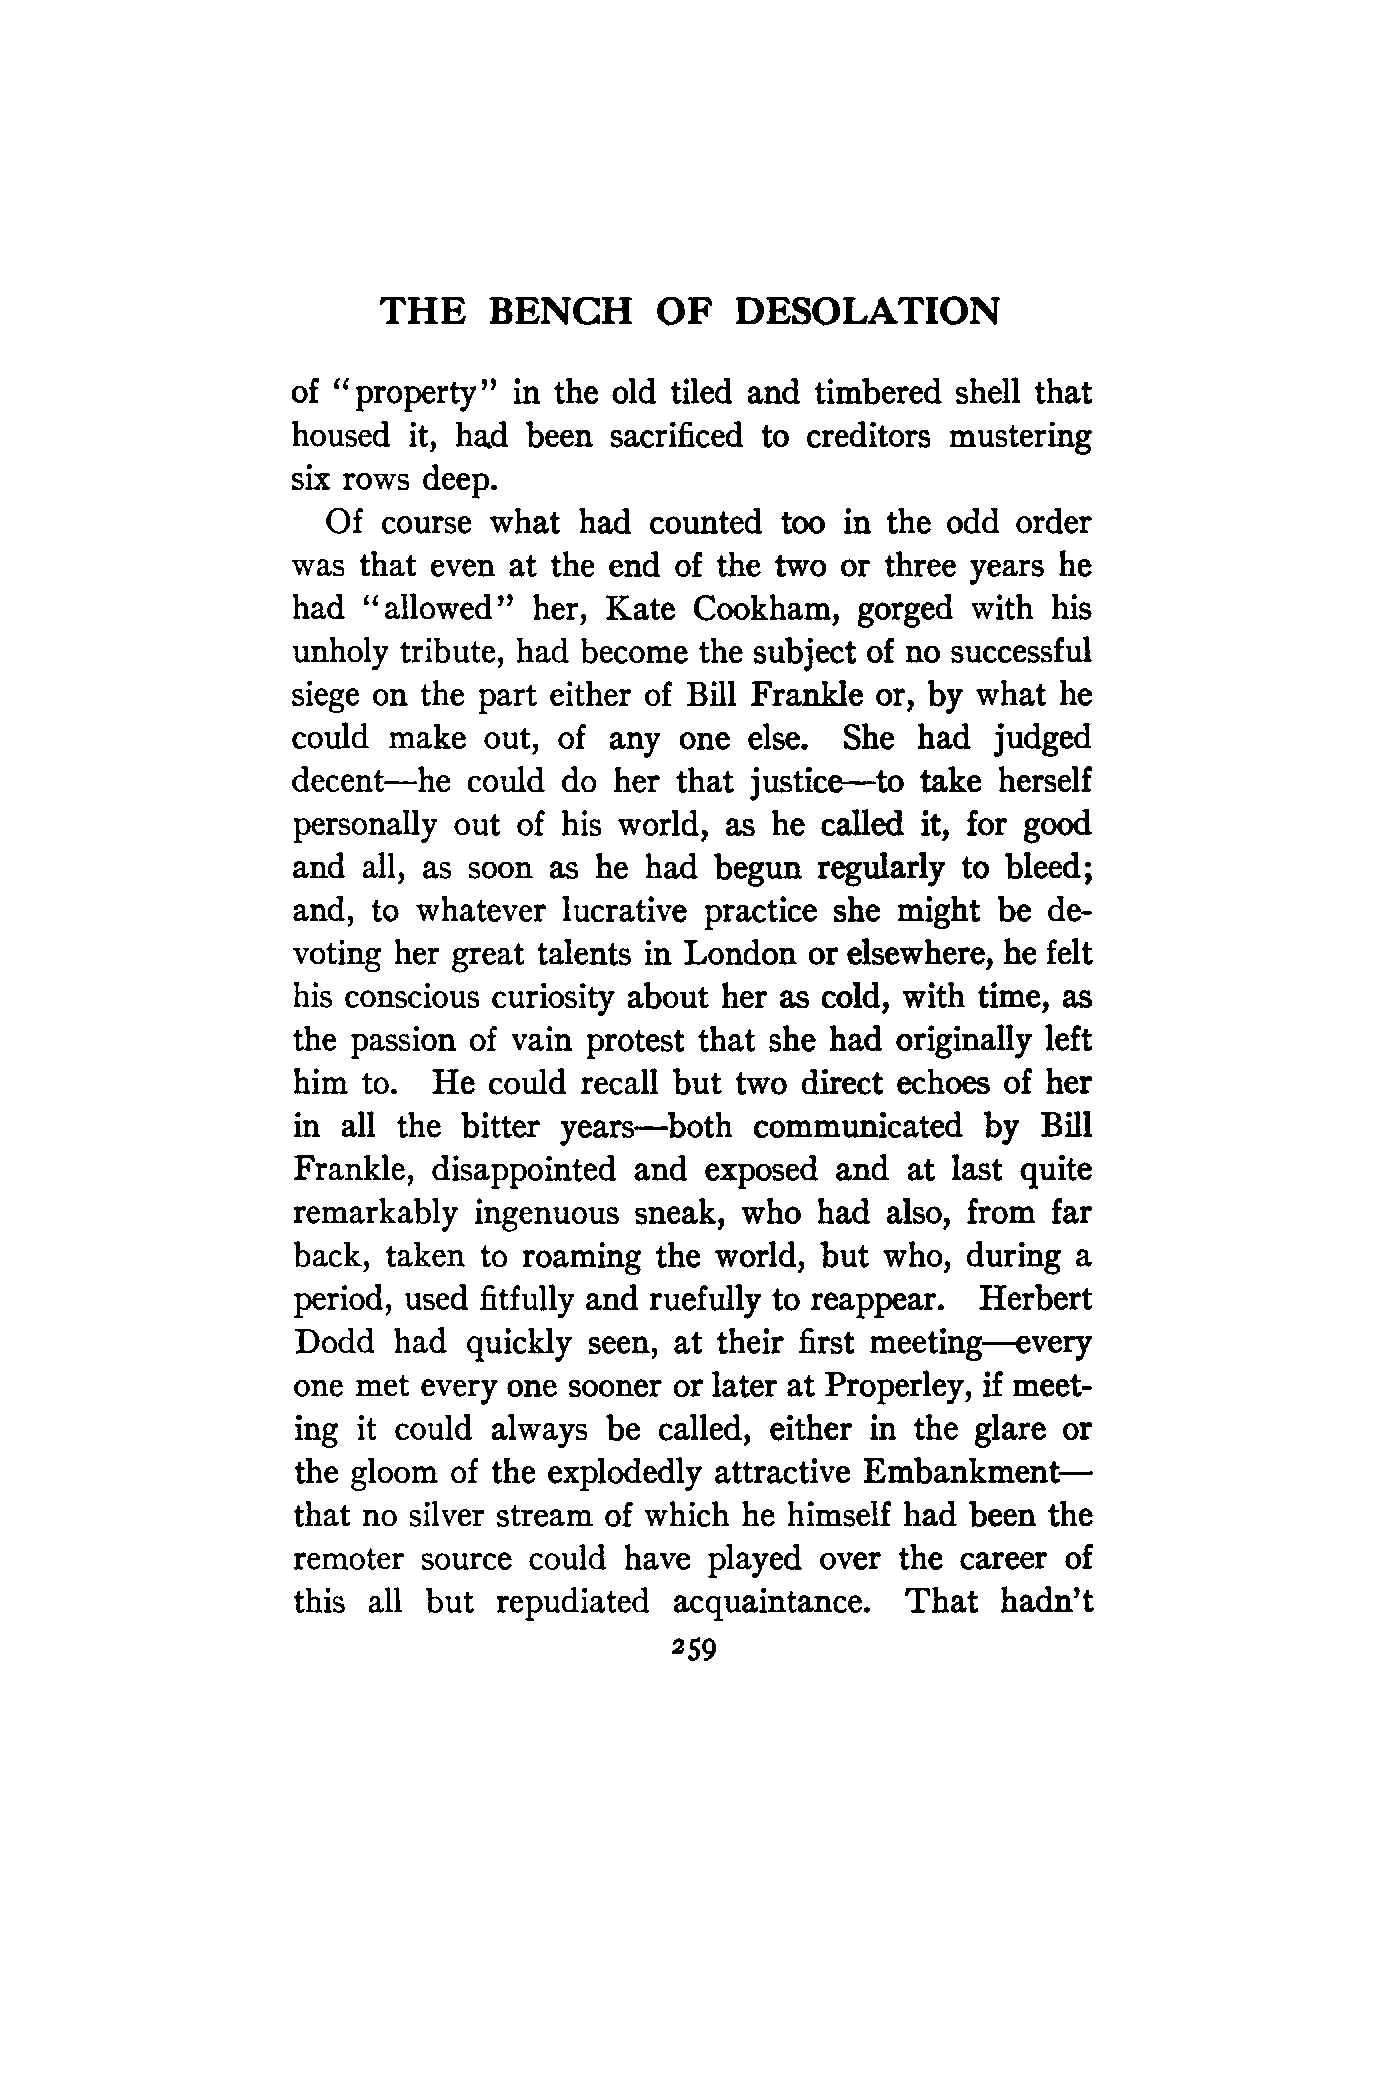 THE BENCH OF DESOLATION
of "property" in the old tiled and timbered shell that
housed it, had been sacrificed to creditors mustering
six rows deep.
Of course what had counted too in the odd order
was that even at the end of the two or three years he
had "allowed" her, Kate Cookham, gorged with his
unholy tribute, had become the subject of no successful
siege on the part either of Bill Frankle or, by what he
could make out, of any one else. She had judged
decent—he could do her that justice—to take herself
personally out of his world, as he called it, for good
and all, as soon as he had begun regularly to bleed;
and, to whatever lucrative practice she might be de-
voting her great talents in London or elsewhere, he felt
his conscious curiosity about her as cold, with time, as
the passion of vain protest that she had originally left
him to. He could recall but two direct echoes of her
in all the bitter years—both communicated by Bill
Frankle, disappointed and exposed and at last quite
remarkably ingenuous sneak, who had also, from far
back, taken to roaming the world, but who, during a
period, used fitfully and ruefully to reappear. Herbert
Dodd had quickly seen, at their first meeting—every
one met every one sooner or later at Properley, if meet-
ing it could always be called, either in the glare or
the gloom of the explodedly attractive Embankment—
that no silver stream of which he himself had been the
remoter source could have played over the career of
this all but repudiated acquaintance. That hadn't
259